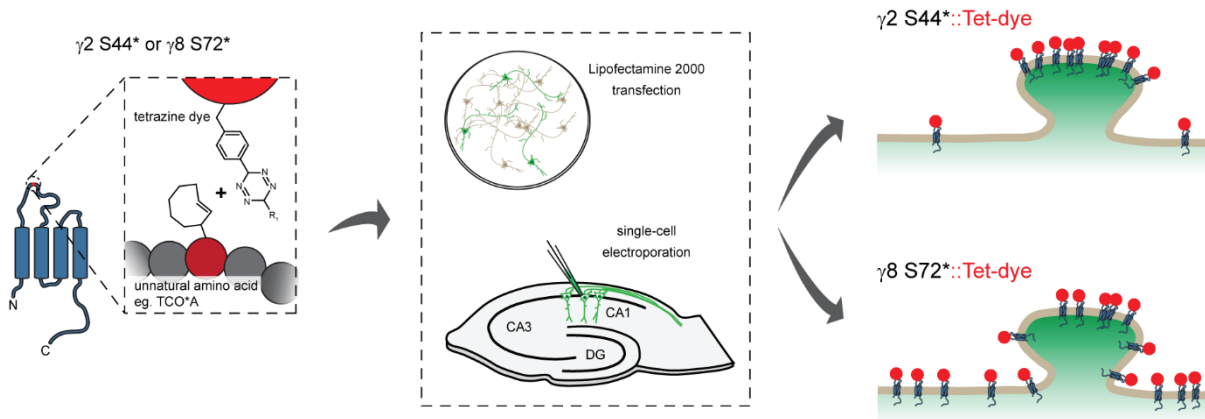 γ2 S44* or γ8 S72*
tetrazine dye
N
N
N
N
R₁
+
unnatural amino acid
eg. TCO*A
N
C
Lipofectamine 2000
transfection
single-cell
electroporation
CA3
CA1
DG
γ2 S44*::Tet-dye
γ8 S72*::Tet-dye